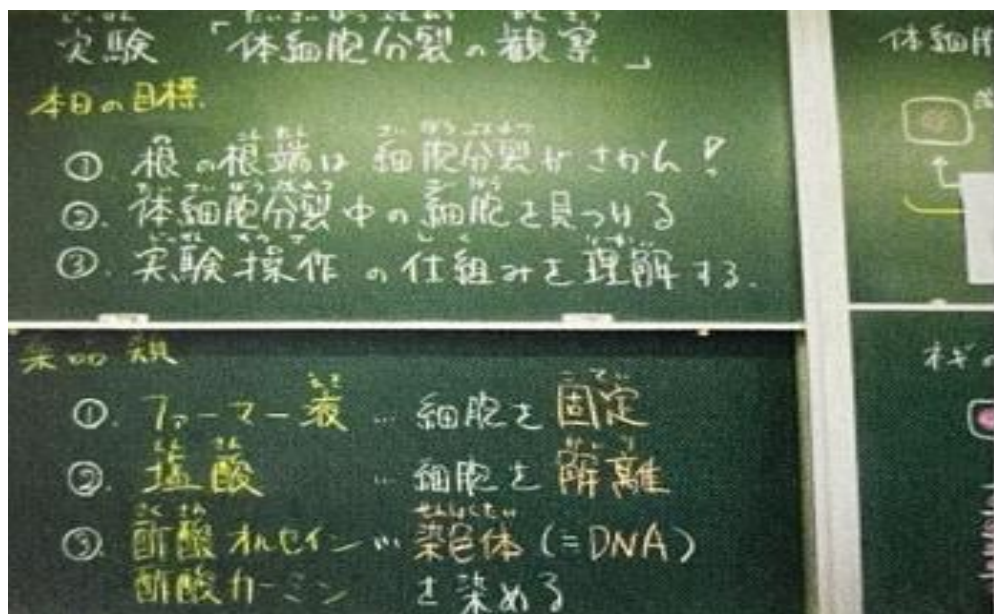 実験「体細胞分裂の観察」
本日の目標
① 根の根端は細胞分裂がさかん!
②. 体細胞分裂中の細胞を見つける
③. 実験操作の仕組みを理解する.
薬品類
①. ファーマー液 … 細胞を固定
②. 塩酸 … 細胞を解離
③. 酢酸オルセイン … 染色体(=DNA)
酢酸カーミン を染める
体細胞